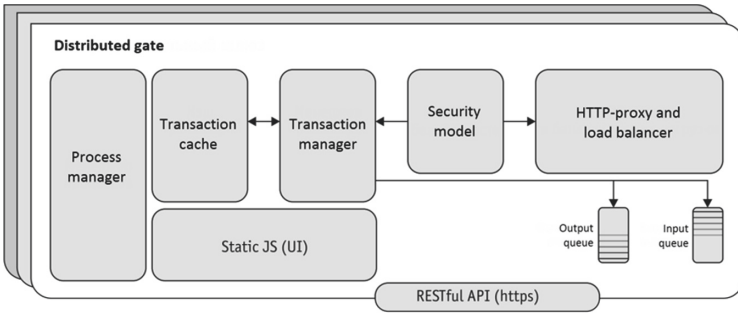 Distributed gate
Process
manager
Transaction
cache
Transaction
manager
Security
model
HTTP-proxy and
load balancer
Static JS (UI)
Output
queue
Input
queue
RESTful API (https)